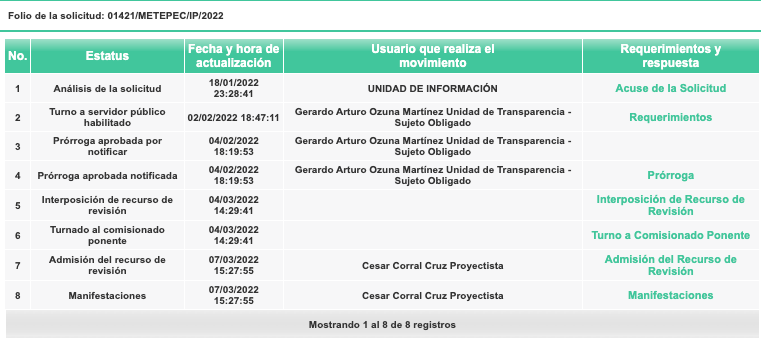 Folio de la solicitud: 01421/METEPEC/IP/2022
No. Estatus Fecha y hora de actualización Usuario que realiza el movimiento Requerimientos y respuesta
1 Análisis de la solicitud 18/01/2022 23:28:41 UNIDAD DE INFORMACIÓN Acuse de la Solicitud
2 Turno a servidor público habilitado 02/02/2022 18:47:11 Gerardo Arturo Ozuna Martínez Unidad de Transparencia - Sujeto Obligado Requerimientos
3 Prórroga aprobada por notificar 04/02/2022 18:19:53 Gerardo Arturo Ozuna Martínez Unidad de Transparencia - Sujeto Obligado
4 Prórroga aprobada notificada 04/02/2022 18:19:53 Gerardo Arturo Ozuna Martínez Unidad de Transparencia - Sujeto Obligado Prórroga
5 Interposición de recurso de revisión 04/03/2022 14:29:41 Interposición de Recurso de Revisión
6 Turnado al comisionado ponente 04/03/2022 14:29:41 Turno a Comisionado Ponente
7 Admisión del recurso de revisión 07/03/2022 15:27:55 Cesar Corral Cruz Proyectista Admisión del Recurso de Revisión
8 Manifestaciones 07/03/2022 15:27:55 Cesar Corral Cruz Proyectista Manifestaciones
Mostrando 1 al 8 de 8 registros